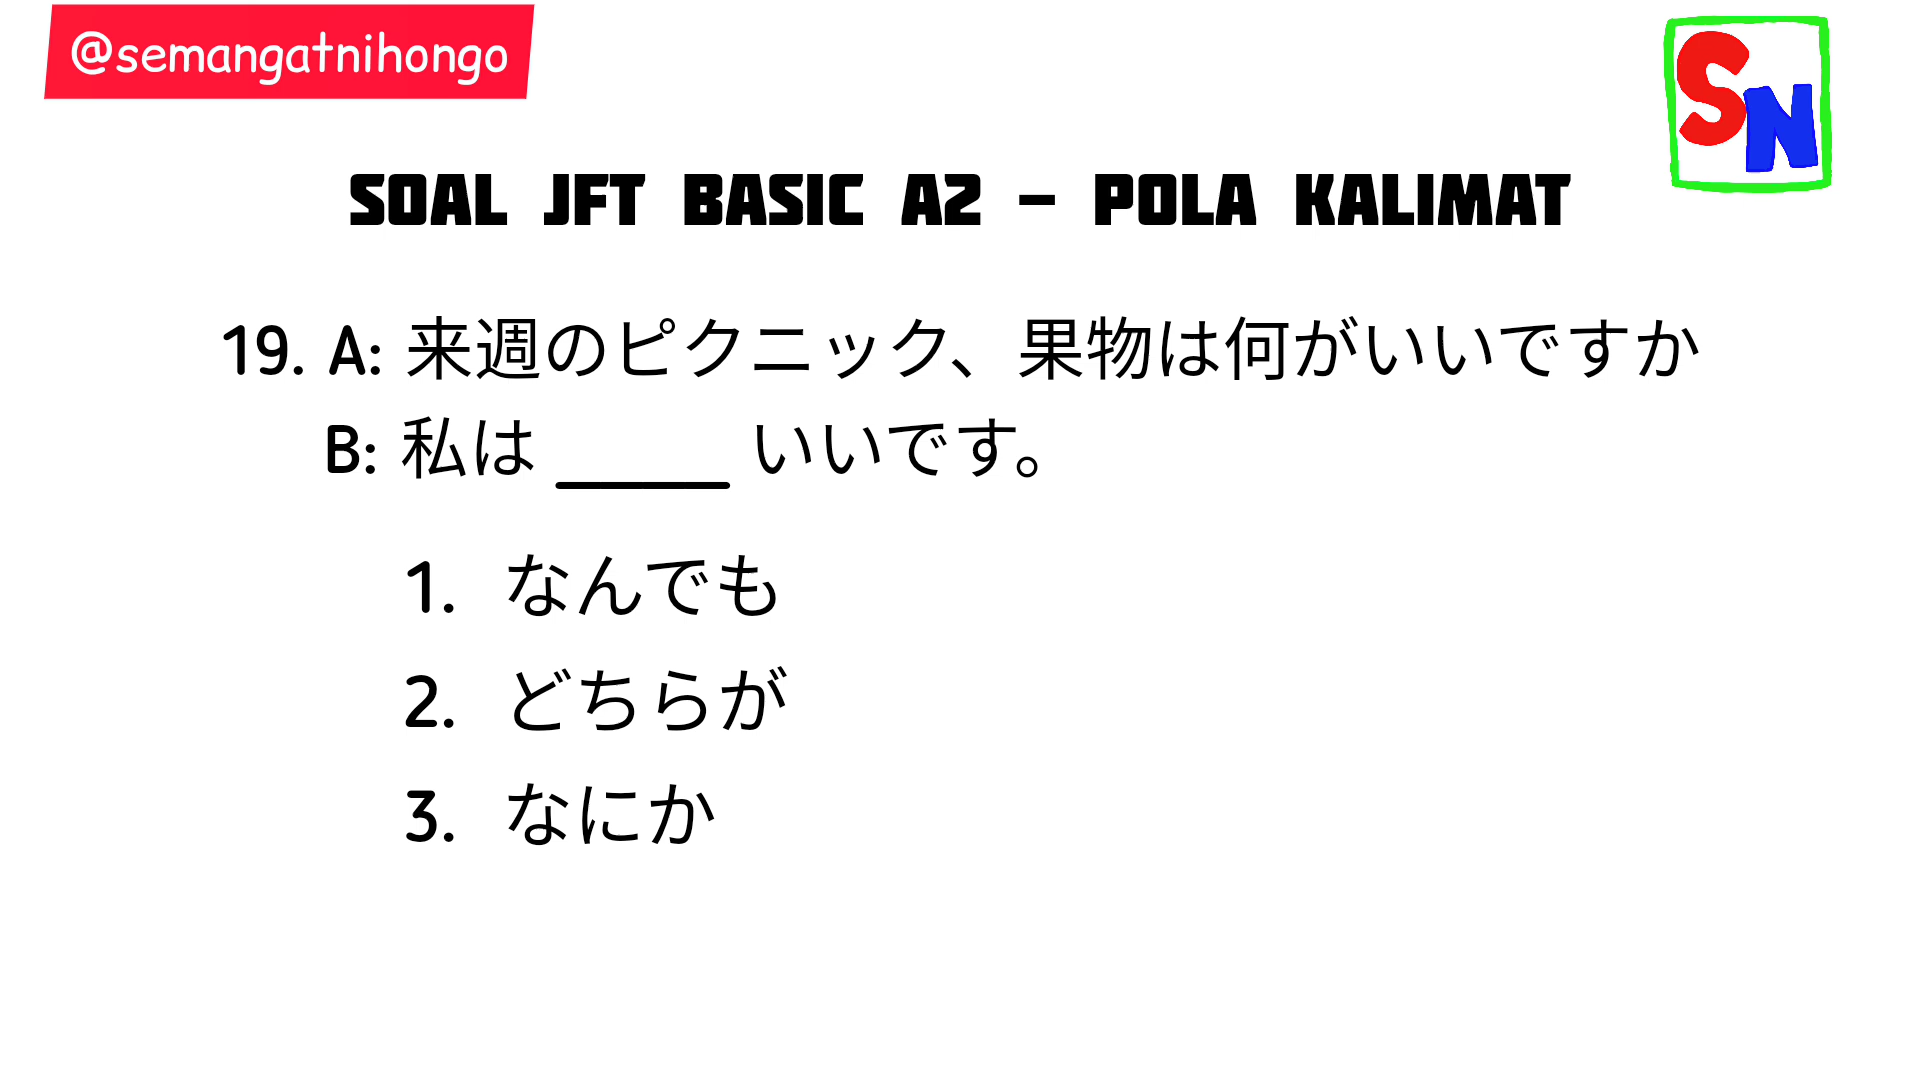 @semangatnihongo
SN
SOAL JFT BASIC A2 - POLA KALIMAT
19. A: 来週のピクニック、果物は何がいいですか
B: 私は _____ いいです。
1. なんでも
2. どちらが
3. なにか